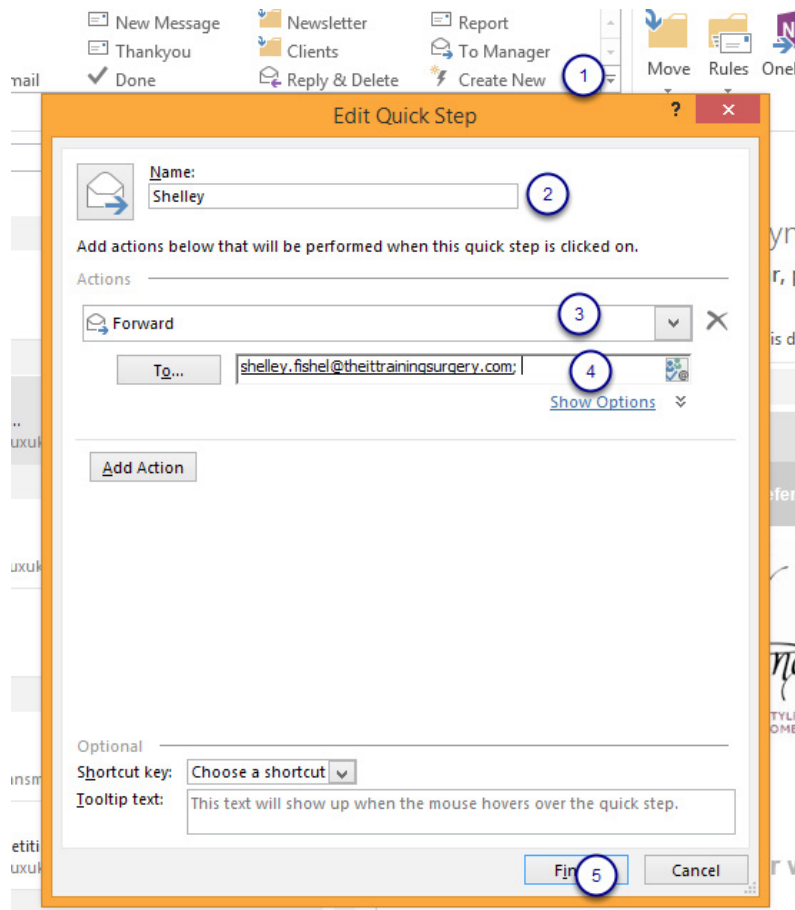 New Message Newsletter Report
Thankyou Clients To Manager
Done Reply & Delete Create New 1
Move Rules
Edit Quick Step ?
Name:
Shelley 2
Add actions below that will be performed when this quick step is clicked on.
Actions
Forward 3
To... shelley.fishel@theittrainingsurgery.com; 4
Show Options
Add Action
Optional
Shortcut key: Choose a shortcut
Tooltip text: This text will show up when the mouse hovers over the quick step.
5 Cancel